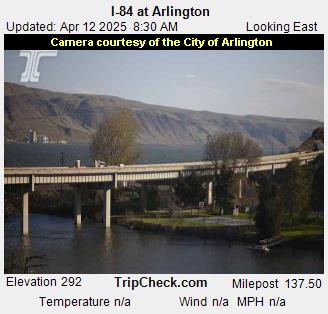 I-84 at Arlington
Updated: Apr 12 2025 8:30 AM Looking East
Camera courtesy of the City of Arlington
Elevation 292 TripCheck.com Milepost 137.50
Temperature n/a Wind n/a MPH n/a